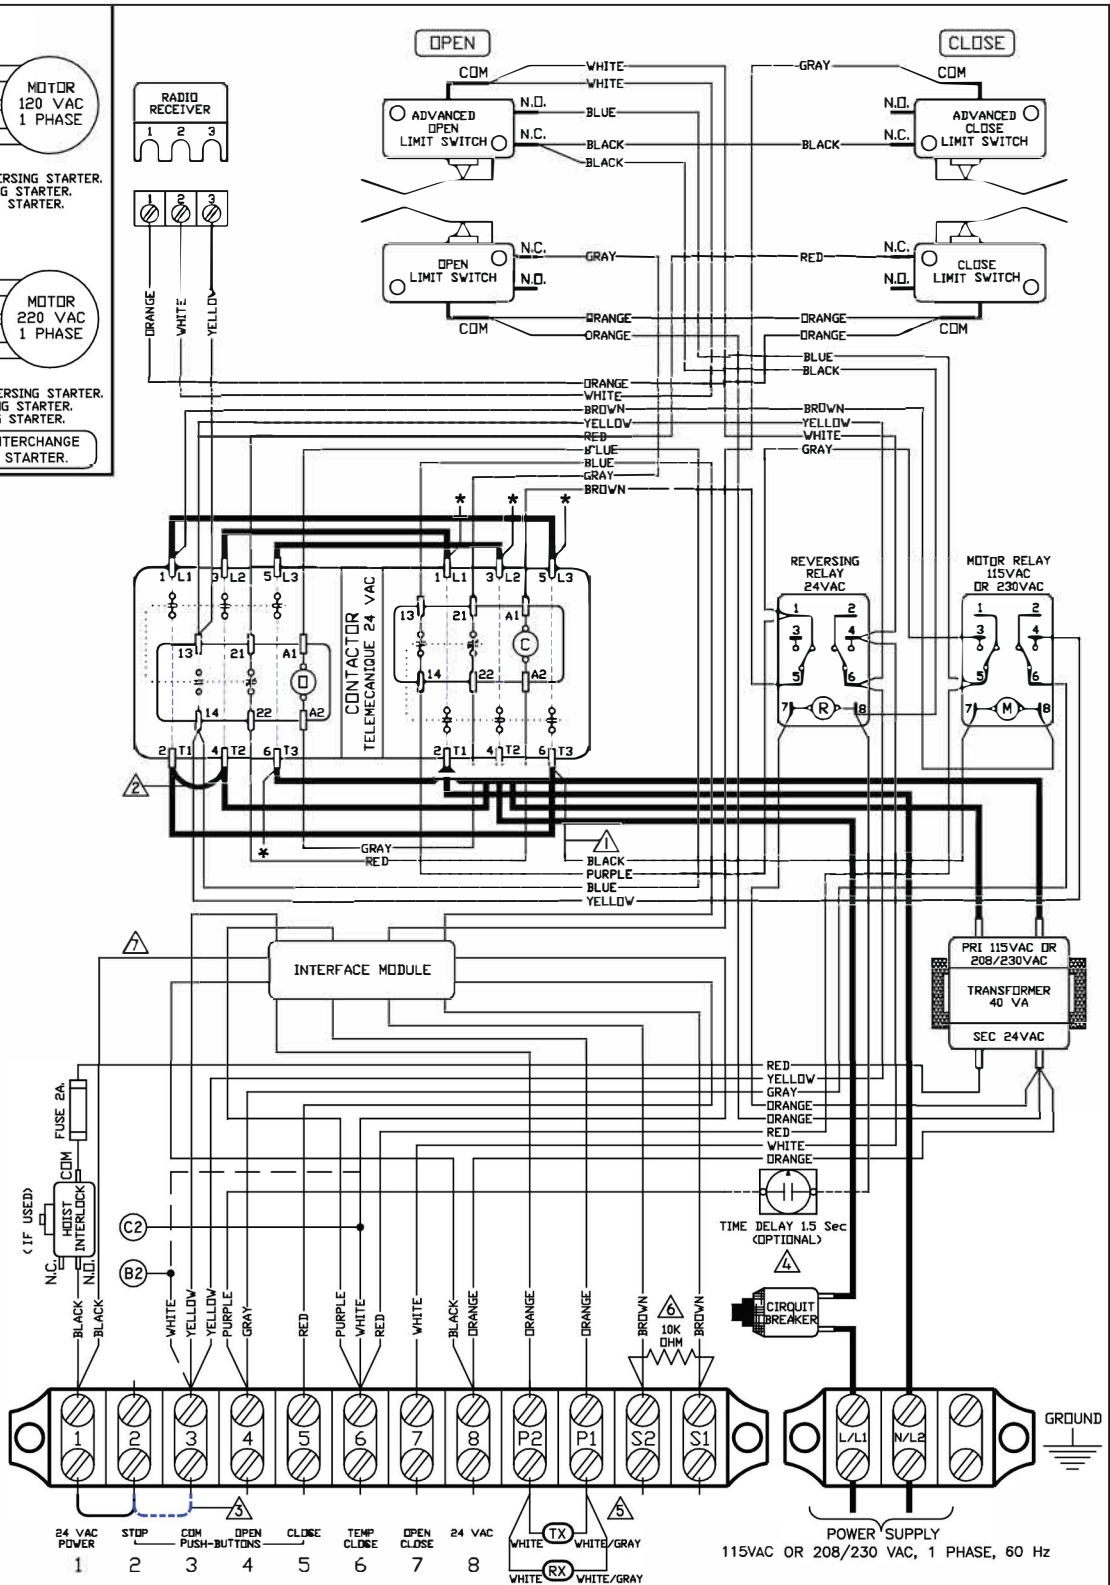 MOTOR
120 VAC
1 PHASE
ERSING STARTER.
G STARTER.
STARTER.
MOTOR
220 VAC
1 PHASE
ERSING STARTER.
G STARTER.
STARTER.
NTERCHANGE
STARTER.
RADIO
RECEIVER
1 2 3
1 2 3
ORANGE
WHITE
YELLOW
OPEN
CLOSE
COM
WHITE
WHITE
GRAY
COM
ADVANCED
OPEN
LIMIT SWITCH
N.O.
N.C.
BLUE
BLACK
BLACK
BLACK
N.O.
N.C.
ADVANCED
CLOSE
LIMIT SWITCH
OPEN
LIMIT SWITCH
N.C.
N.O.
COM
GRAY
RED
N.C.
N.O.
CLOSE
LIMIT SWITCH
COM
ORANGE
ORANGE
ORANGE
ORANGE
BLUE
BLACK
ORANGE
WHITE
BROWN
BROWN
YELLOW
YELLOW
RED
WHITE
BLUE
GRAY
BLUE
GRAY
BROWN
* * *
1 L1 3 L2 5 L3
1 L1 3 L2 5 L3
CONTACTOR
TELEMECANIQUE 24 VAC
13 21 A1
O
14 22 A2
13 21 A1
C
14 22 A2
2 T1 4 T2 6 T3
2 T1 4 T2 6 T3
REVERSING
RELAY
24VAC
1 2
3 4
5 6
7 R 8
MOTOR RELAY
115VAC
OR 230VAC
1 2
3 4
5 6
7 M 8
2
*
1
GRAY
RED
BLACK
PURPLE
BLUE
YELLOW
7
INTERFACE MODULE
PRI 115VAC OR
208/230VAC
TRANSFORMER
40 VA
SEC 24VAC
RED
YELLOW
GRAY
ORANGE
ORANGE
RED
WHITE
ORANGE
FUSE 2A.
COM
(IF USED)
HOIST
INTERLOCK
N.C.
N.O.
C2
B2
TIME DELAY 1.5 Sec
(OPTIONAL)
4
CIRCUIT
BREAKER
BLACK
BLACK
WHITE
YELLOW
YELLOW
PURPLE
GRAY
RED
PURPLE
WHITE
RED
WHITE
BLACK
ORANGE
ORANGE
ORANGE
BROWN
6
10K
OHM
BROWN
1 2 3 4 5 6 7 8 P2 P1 S2 S1
L/L1 N/L2
GROUND
3
5
24 VAC
POWER
STOP
COM
OPEN
PUSH-BUTTONS
CLOSE
TEMP
CLOSE
OPEN
CLOSE
24 VAC
1 2 3 4 5 6 7 8
WHITE TX WHITE/GRAY
WHITE RX WHITE/GRAY
POWER SUPPLY
115VAC OR 208/230 VAC, 1 PHASE, 60 Hz